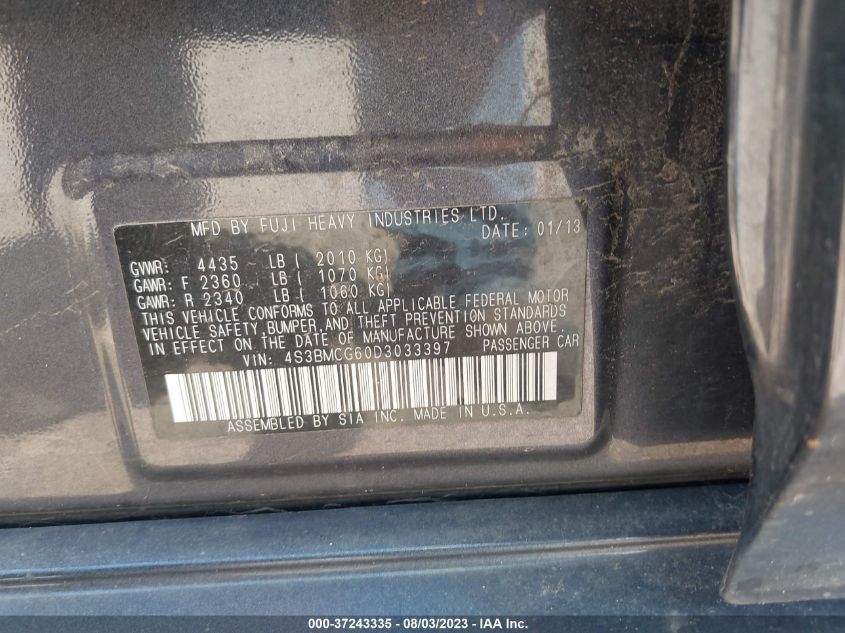 MFD BY FUJI HEAVY INDUSTRIES LTD.
DATE: 01/13
GVWR: 4435 LB ( 2010 KG)
GAWR: F 2360 LB ( 1070 KG)
GAWR: R 2340 LB ( 1060 KG)
THIS VEHICLE CONFORMS TO ALL APPLICABLE FEDERAL MOTOR
VEHICLE SAFETY, BUMPER, AND THEFT PREVENTION STANDARDS
IN EFFECT ON THE DATE OF MANUFACTURE SHOWN ABOVE.
VIN: 4S3BMCG60D3033397 PASSENGER CAR
ASSEMBLED BY SIA INC. MADE IN U.S.A.
000-37243335 - 08/03/2023 - IAA Inc.